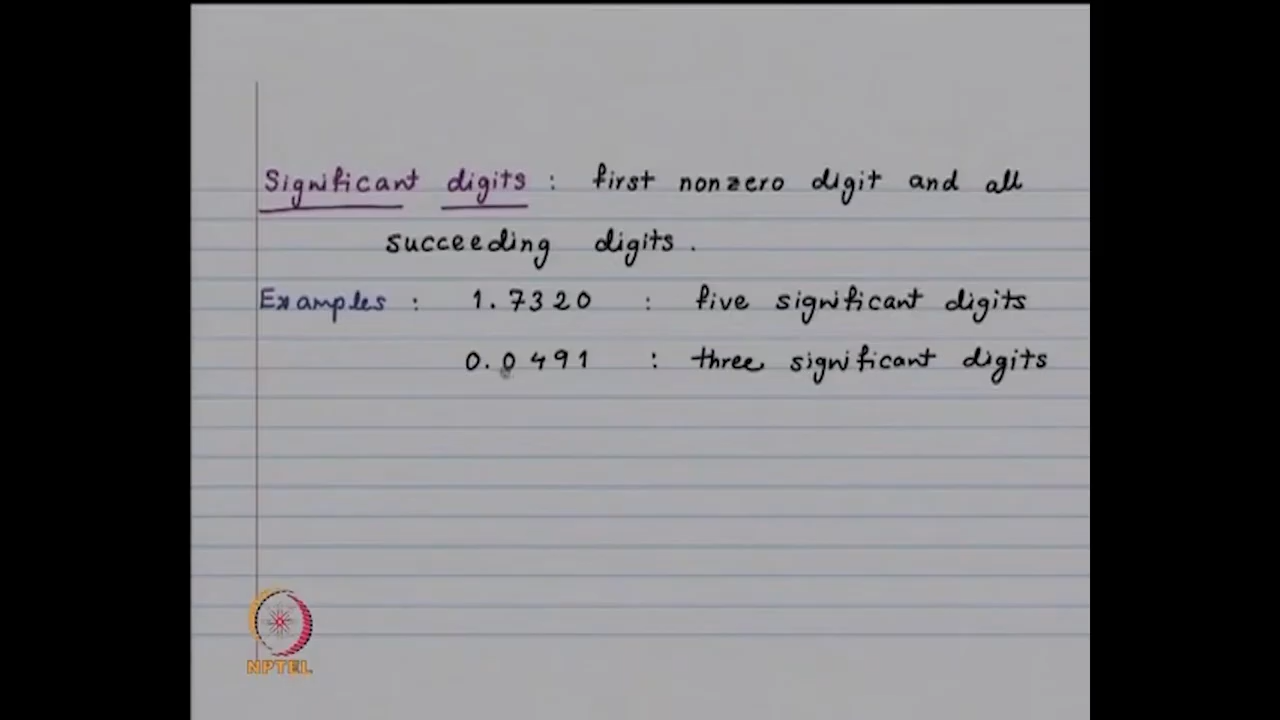 Significant digits : first nonzero digit and all
succeeding digits.
Examples : 1.7320 : five significant digits
0.0491 : three significant digits
NPTEL